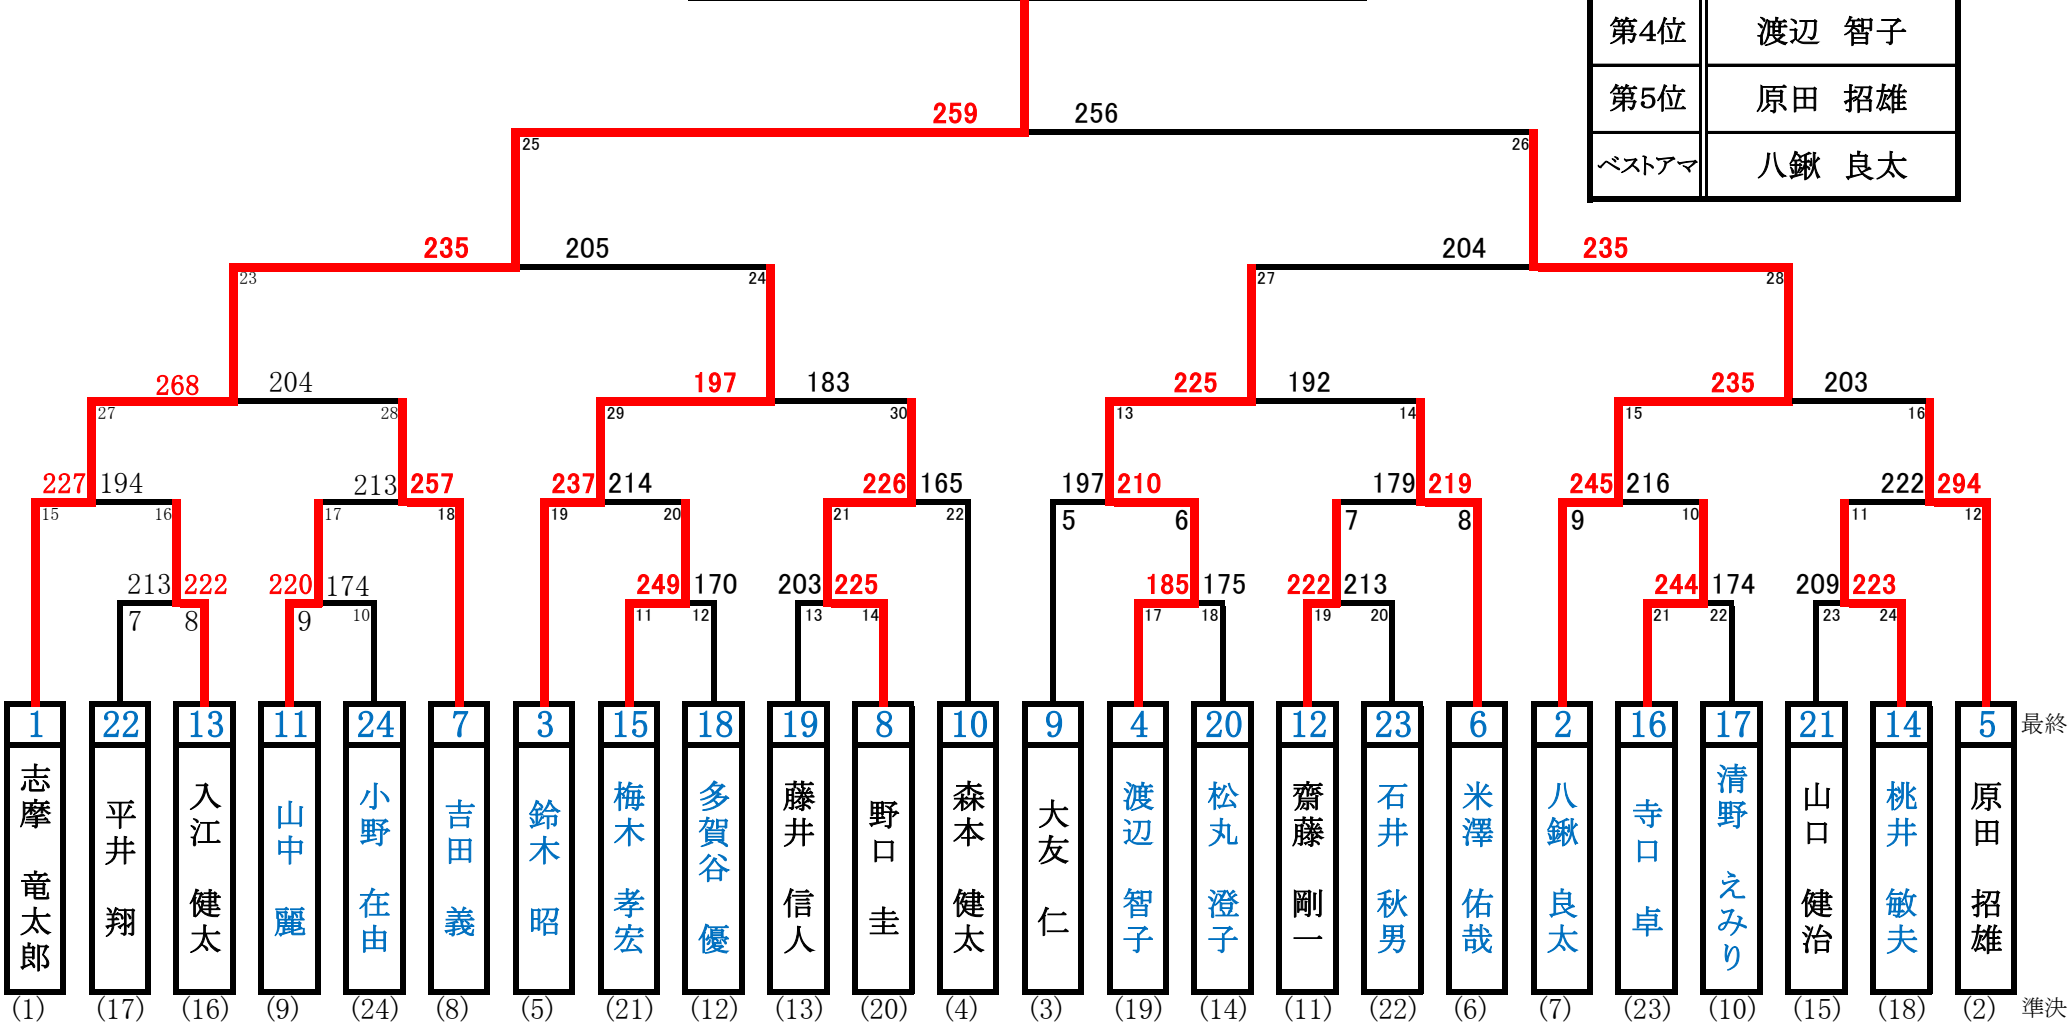 第4位 渡辺 智子
第5位 原田 招雄
ベストアマ 八鍬 良太
259 256
25 26
235 205 204 235
23 24 27 28
268 204 197 183 225 192 235 203
27 28 29 30 13 14 15 16
227 194 213 257 237 214 226 165 197 210 179 219 245 216 222 294
15 16 17 18 19 20 21 22 5 6 7 8 9 10 11 12
213 222 220 174 249 170 203 225 185 175 222 213 244 174 209 223
7 8 9 10 11 12 13 14 17 18 19 20 21 22 23 24
1 22 13 11 24 7 3 15 18 19 8 10 9 4 20 12 23 6 2 16 17 21 14 5 最終
志摩 竜太郎
平井 翔
入江 健太
山中 麗
小野 在由
吉田 義
鈴木 昭
梅木 孝宏
多賀谷 優
藤井 信人
野口 圭
森本 健太
大友 仁
渡辺 智子
松丸 澄子
齋藤 剛一
石井 秋男
米澤 佑哉
八鍬 良太
寺口 卓
清野 えみり
山口 健治
桃井 敏夫
原田 招雄
(1) (17) (16) (9) (24) (8) (5) (21) (12) (13) (20) (4) (3) (19) (14) (11) (22) (6) (7) (23) (10) (15) (18) (2) 準決